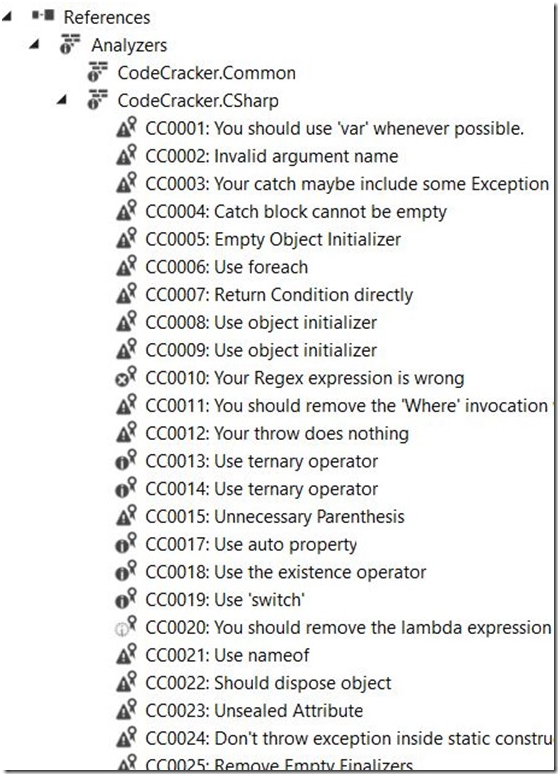 References
Analyzers
CodeCracker.Common
CodeCracker.CSharp
CC0001: You should use 'var' whenever possible.
CC0002: Invalid argument name
CC0003: Your catch maybe include some Exception
CC0004: Catch block cannot be empty
CC0005: Empty Object Initializer
CC0006: Use foreach
CC0007: Return Condition directly
CC0008: Use object initializer
CC0009: Use object initializer
CC0010: Your Regex expression is wrong
CC0011: You should remove the 'Where' invocation
CC0012: Your throw does nothing
CC0013: Use ternary operator
CC0014: Use ternary operator
CC0015: Unnecessary Parenthesis
CC0017: Use auto property
CC0018: Use the existence operator
CC0019: Use 'switch'
CC0020: You should remove the lambda expression
CC0021: Use nameof
CC0022: Should dispose object
CC0023: Unsealed Attribute
CC0024: Don't throw exception inside static constru
CC0025: Remove Empty Finalizers